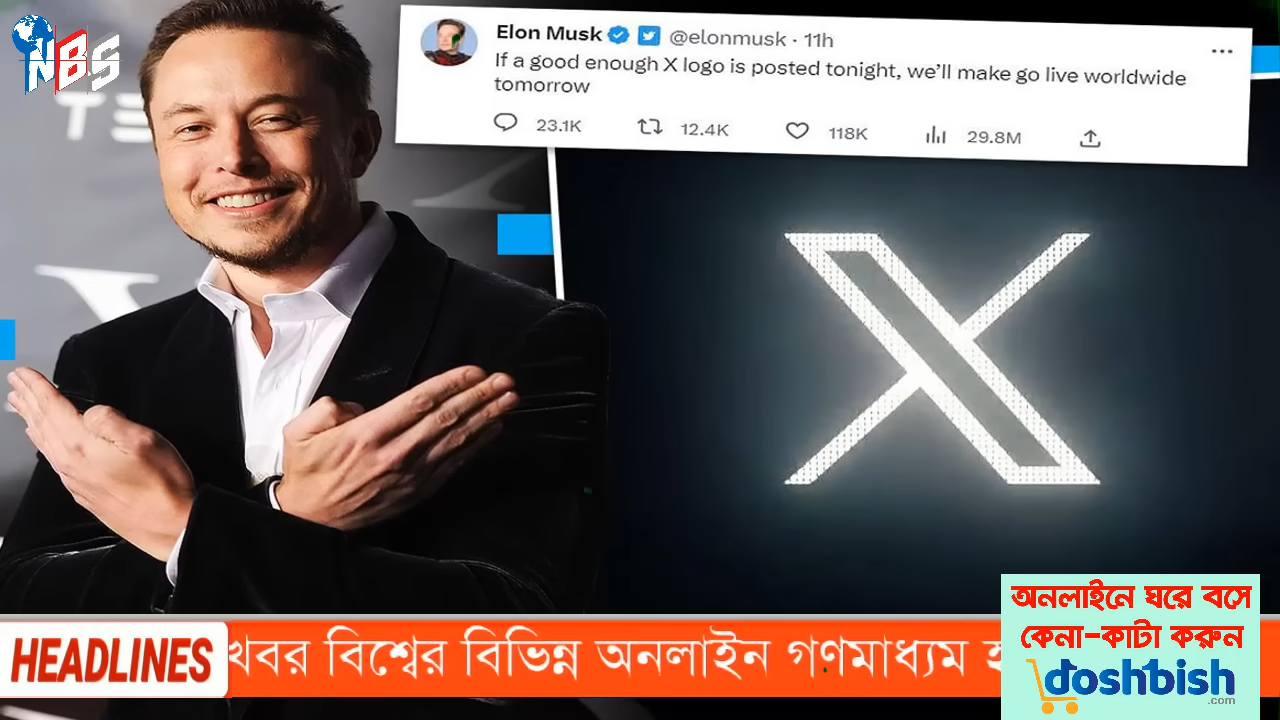 NBS
TE
Elon Musk @elonmusk · 11h
If a good enough X logo is posted tonight, we'll make go live worldwide
tomorrow
23.1K 12.4K 118K 29.8M
X
HEADLINES
খবর বিশ্বের বিভিন্ন অনলাইন গণমাধ্যম
অনলাইনে ঘরে বসে
কেনা-কাটা করুন
doshbish
.com